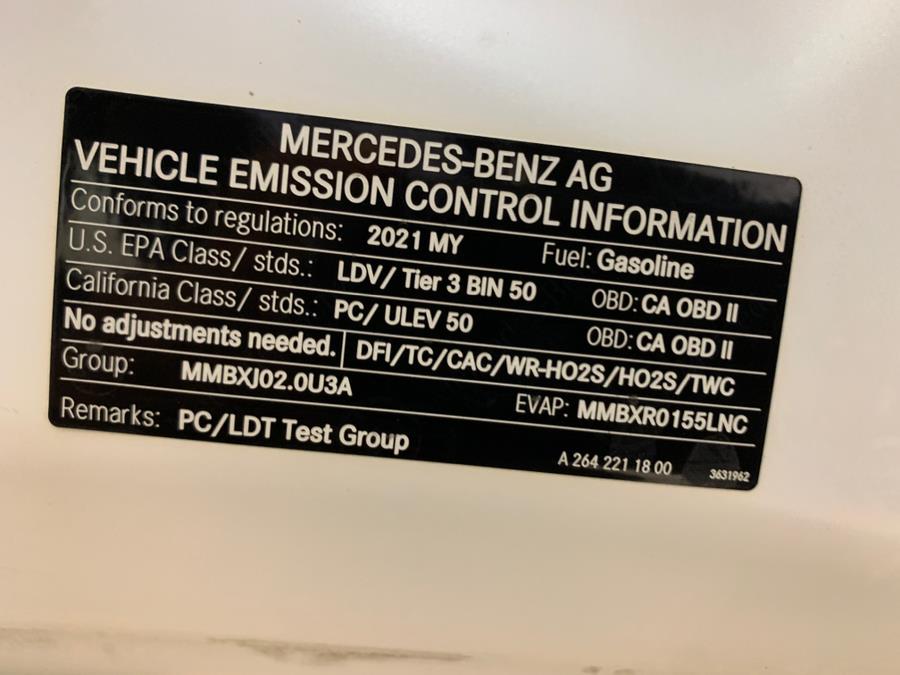 MERCEDES-BENZ AG
VEHICLE EMISSION CONTROL INFORMATION
Conforms to regulations: 2021 MY Fuel: Gasoline
U.S. EPA Class/ stds.: LDV/ Tier 3 BIN 50 OBD: CA OBD II
California Class/ stds.: PC/ ULEV 50 OBD: CA OBD II
No adjustments needed. DFI/TC/CAC/WR-HO2S/HO2S/TWC
Group: MMBXJ02.0U3A EVAP: MMBXR0155LNC
Remarks: PC/LDT Test Group
A 264 221 18 00 3631962